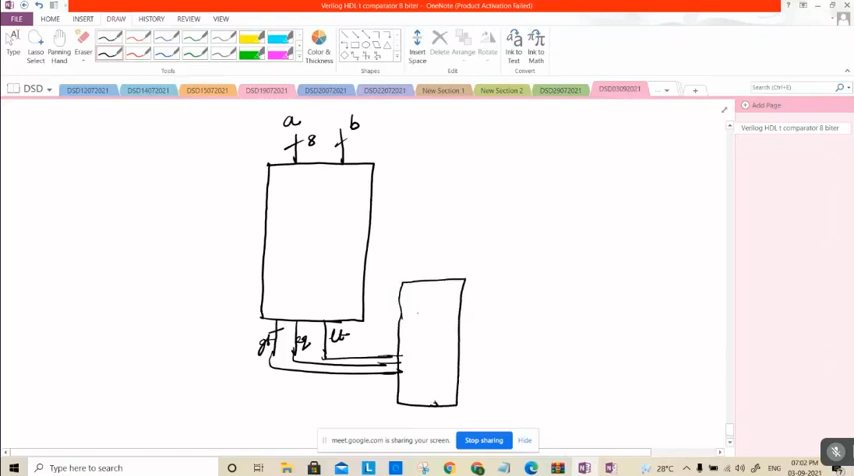 Verilog HDL t comparator 8 biter - OneNote (Product Activation Failed)
FILE HOME INSERT DRAW HISTORY REVIEW VIEW
Type Lasso Select Panning Hand Eraser Color & Thickness Insert Space Delete Arrange Rotate Ink to Text Ink to Math
Tools Shapes Edit Convert
DSD DSD12072021 DSD14072021 DSD15072021 DSD19072021 DSD20072021 DSD22072021 New Section 1 New Section 2 DSD29072021 DSD03092021 ... + Search (Ctrl+E)
+ Add Page
Verilog HDL t comparator 8 biter
a b
8
gt eq lt
meet.google.com is sharing your screen. Stop sharing Hide
Type here to search 28°C ENG 07:02 PM
03-09-2021